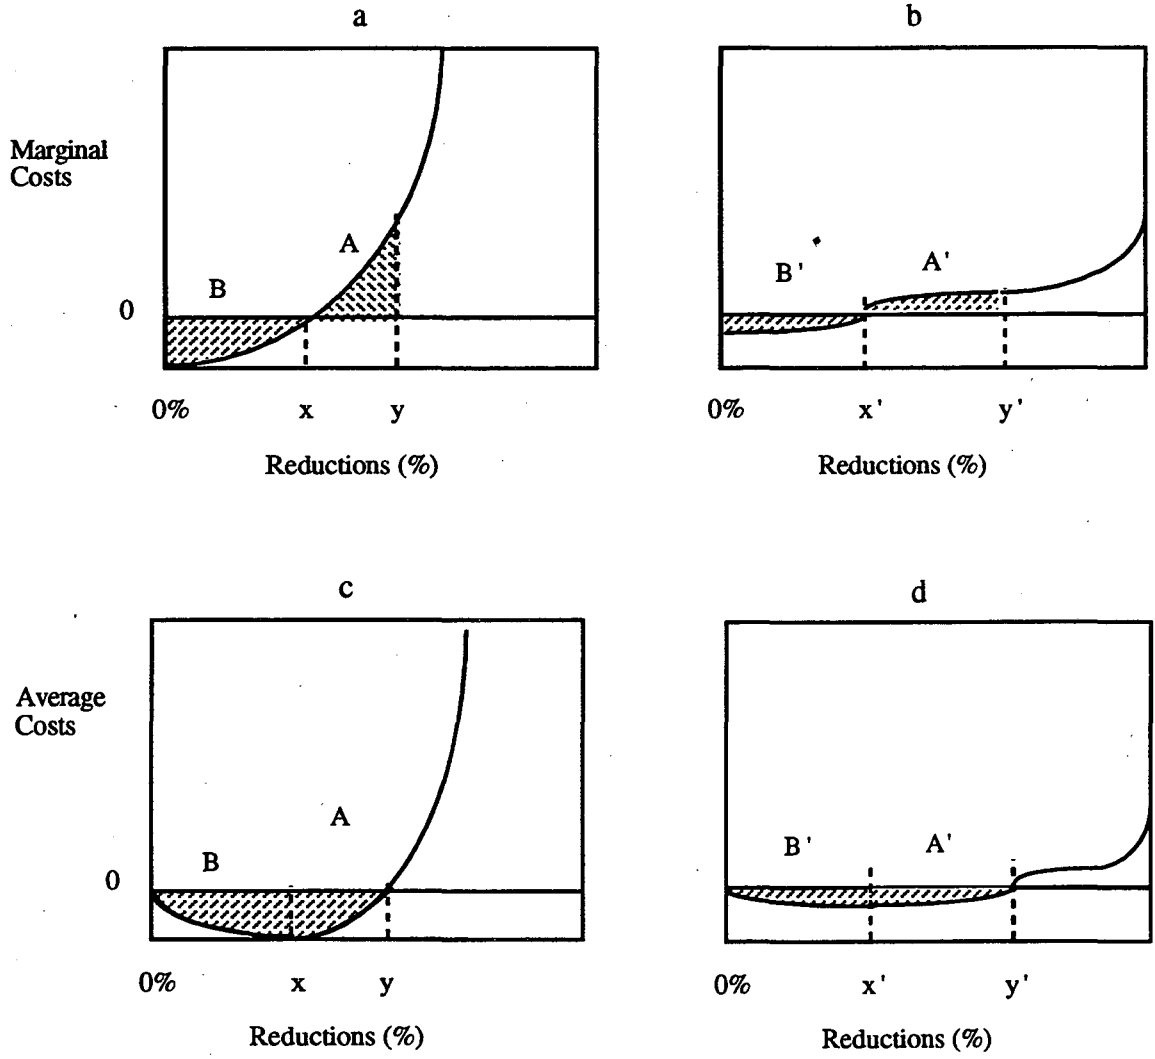 a
Marginal
Costs
A
B
0
0% x y
Reductions (%)
b
B' A'
0% x' y'
Reductions (%)
c
Average
Costs
A
B
0
0% x y
Reductions (%)
d
B' A'
0% x' y'
Reductions (%)